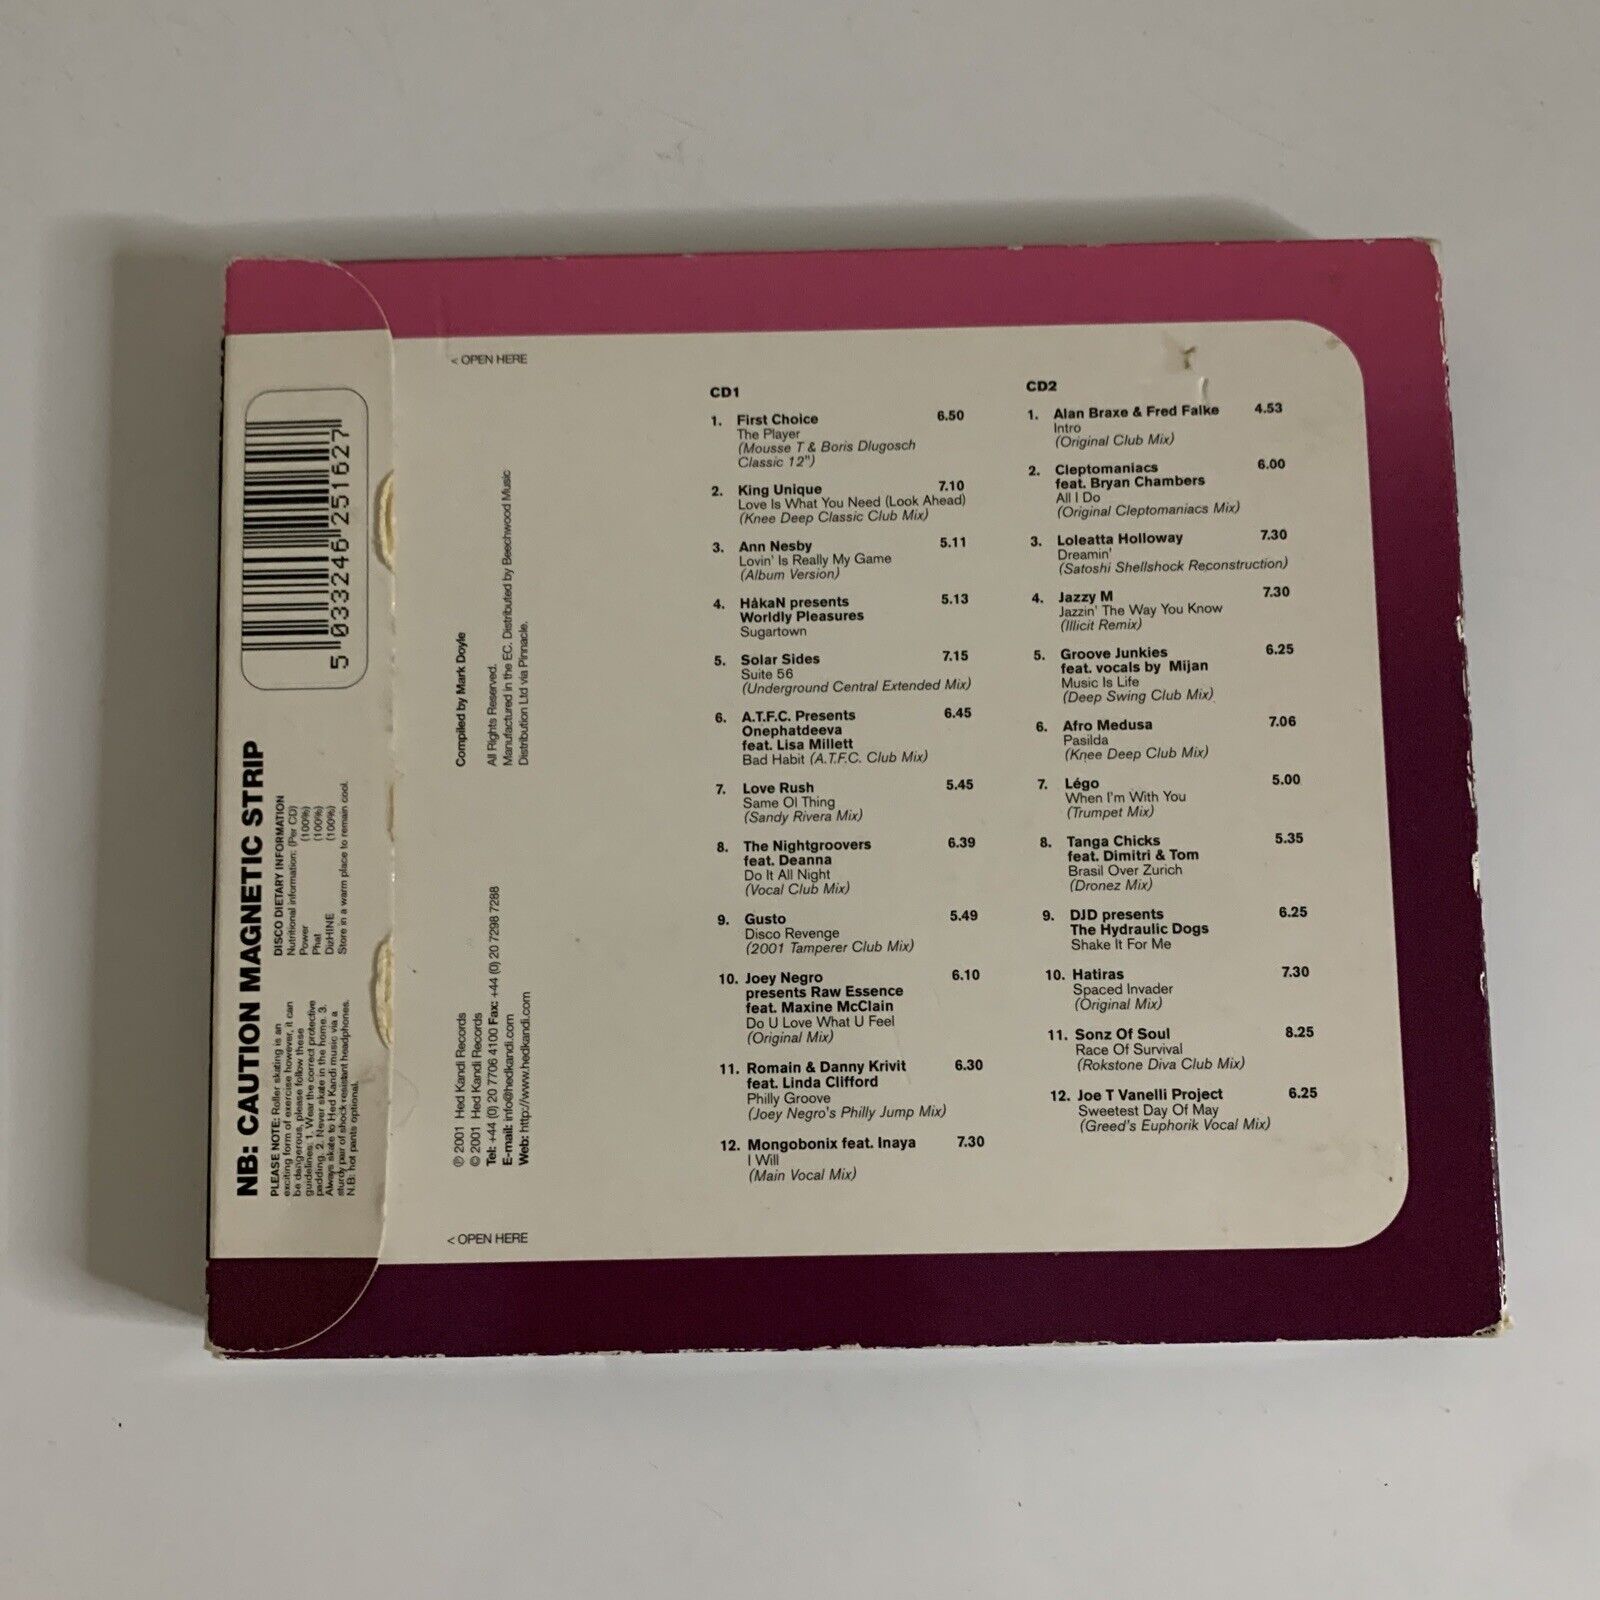 < OPEN HERE
CD1
1. First Choice 6.50
The Player
(Mousse T & Boris Dlugosch
Classic 12")
2. King Unique 7.10
Love Is What You Need (Look Ahead)
(Knee Deep Classic Club Mix)
3. Ann Nesby 5.11
Lovin' Is Really My Game
(Album Version)
4. HåkaN presents 5.13
Worldly Pleasures
Sugartown
5. Solar Sides 7.15
Suite 56
(Underground Central Extended Mix)
6. A.T.F.C. Presents 6.45
Onephatdeeva
feat. Lisa Millett
Bad Habit (A.T.F.C. Club Mix)
7. Love Rush 5.45
Same Ol Thing
(Sandy Rivera Mix)
8. The Nightgroovers 6.39
feat. Deanna
Do It All Night
(Vocal Club Mix)
9. Gusto 5.49
Disco Revenge
(2001 Tamperer Club Mix)
10. Joey Negro 6.10
presents Raw Essence
feat. Maxine McClain
Do U Love What U Feel
(Original Mix)
11. Romain & Danny Krivit 6.30
feat. Linda Clifford
Philly Groove
(Joey Negro's Philly Jump Mix)
12. Mongobonix feat. Inaya 7.30
I Will
(Main Vocal Mix)
CD2
1. Alan Braxe & Fred Falke 4.53
Intro
(Original Club Mix)
2. Cleptomaniacs 6.00
feat. Bryan Chambers
All I Do
(Original Cleptomaniacs Mix)
3. Loleatta Holloway 7.30
Dreamin'
(Satoshi Shellshock Reconstruction)
4. Jazzy M 7.30
Jazzin' The Way You Know
(Illicit Remix)
5. Groove Junkies 6.25
feat. vocals by Mijan
Music Is Life
(Deep Swing Club Mix)
6. Afro Medusa 7.06
Pasilda
(Knee Deep Club Mix)
7. Légo 5.00
When I'm With You
(Trumpet Mix)
8. Tanga Chicks 5.35
feat. Dimitri & Tom
Brasil Over Zurich
(Dronez Mix)
9. DJD presents 6.25
The Hydraulic Dogs
Shake It For Me
10. Hatiras 7.30
Spaced Invader
(Original Mix)
11. Sonz Of Soul 8.25
Race Of Survival
(Rokstone Diva Club Mix)
12. Joe T Vanelli Project 6.25
Sweetest Day Of May
(Greed's Euphorik Vocal Mix)
< OPEN HERE
Compiled by Mark Doyle
All Rights Reserved.
Manufactured in the EC. Distributed by Beechwood Music
Distribution Ltd via Pinnacle.
℗ 2001 Hed Kandi Records
© 2001 Hed Kandi Records
Tel: +44 (0) 20 7706 4100 Fax: +44 (0) 20 7298 7288
E-mail: info@hedkandi.com
Web: http://www.hedkandi.com
5 033246 251627
NB: CAUTION MAGNETIC STRIP
PLEASE NOTE: Roller skating is an
exciting form of exercise however, it can
be dangerous, please follow these
guidelines: 1. Wear the correct protective
padding. 2. Never skate in the home. 3.
Always skate to Hed Kandi music via a
sturdy pair of shock resistant headphones.
N.B: hot pants optional.
DISCO DIETARY INFORMATION
Nutritional information: (Per CD)
Power (100%)
Phat (100%)
DizHINE (100%)
Store in a warm place to remain cool.